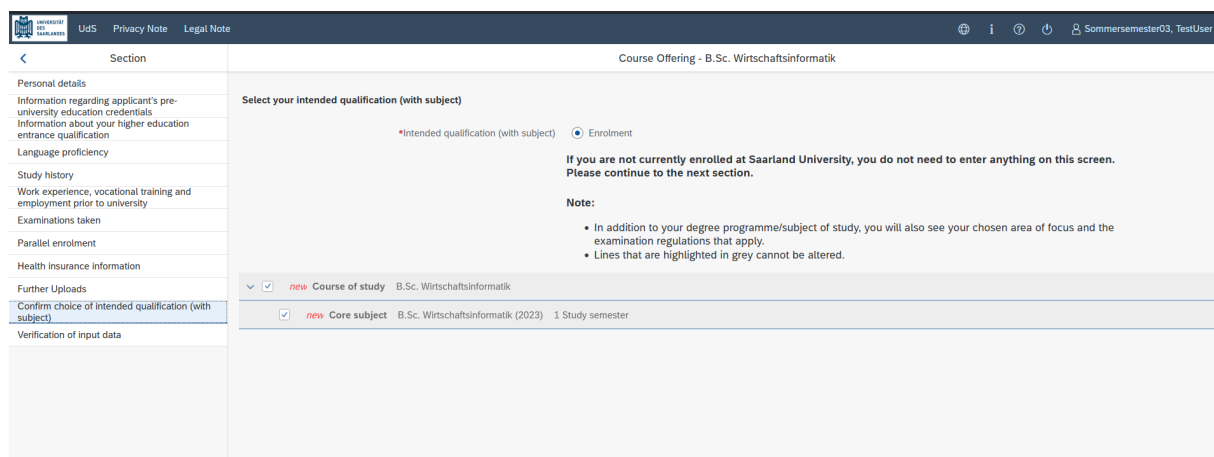 UNIVERSITÄT
DES
SAARLANDES
UdS Privacy Note Legal Note
Sommersemester03, TestUser
Section
Course Offering - B.Sc. Wirtschaftsinformatik
Personal details
Information regarding applicant's pre-
university education credentials
Information about your higher education
entrance qualification
Language proficiency
Study history
Work experience, vocational training and
employment prior to university
Examinations taken
Parallel enrolment
Health insurance information
Further Uploads
Confirm choice of intended qualification (with
subject)
Verification of input data
Select your intended qualification (with subject)
*Intended qualification (with subject) Enrolment
If you are not currently enrolled at Saarland University, you do not need to enter anything on this screen.
Please continue to the next section.
Note:
• In addition to your degree programme/subject of study, you will also see your chosen area of focus and the
examination regulations that apply.
• Lines that are highlighted in grey cannot be altered.
new Course of study B.Sc. Wirtschaftsinformatik
new Core subject B.Sc. Wirtschaftsinformatik (2023) 1 Study semester